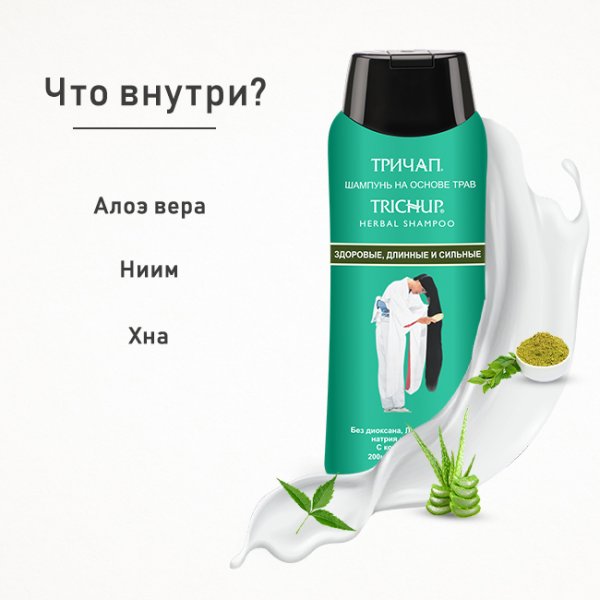 Что внутри?
Алоэ вера
Ниим
Хна
ТРИЧАП®
ШАМПУНЬ НА ОСНОВЕ ТРАВ
TRICHUP®
HERBAL SHAMPOO
ЗДОРОВЫЕ, ДЛИННЫЕ И СИЛЬНЫЕ
Без диоксана,
натрия